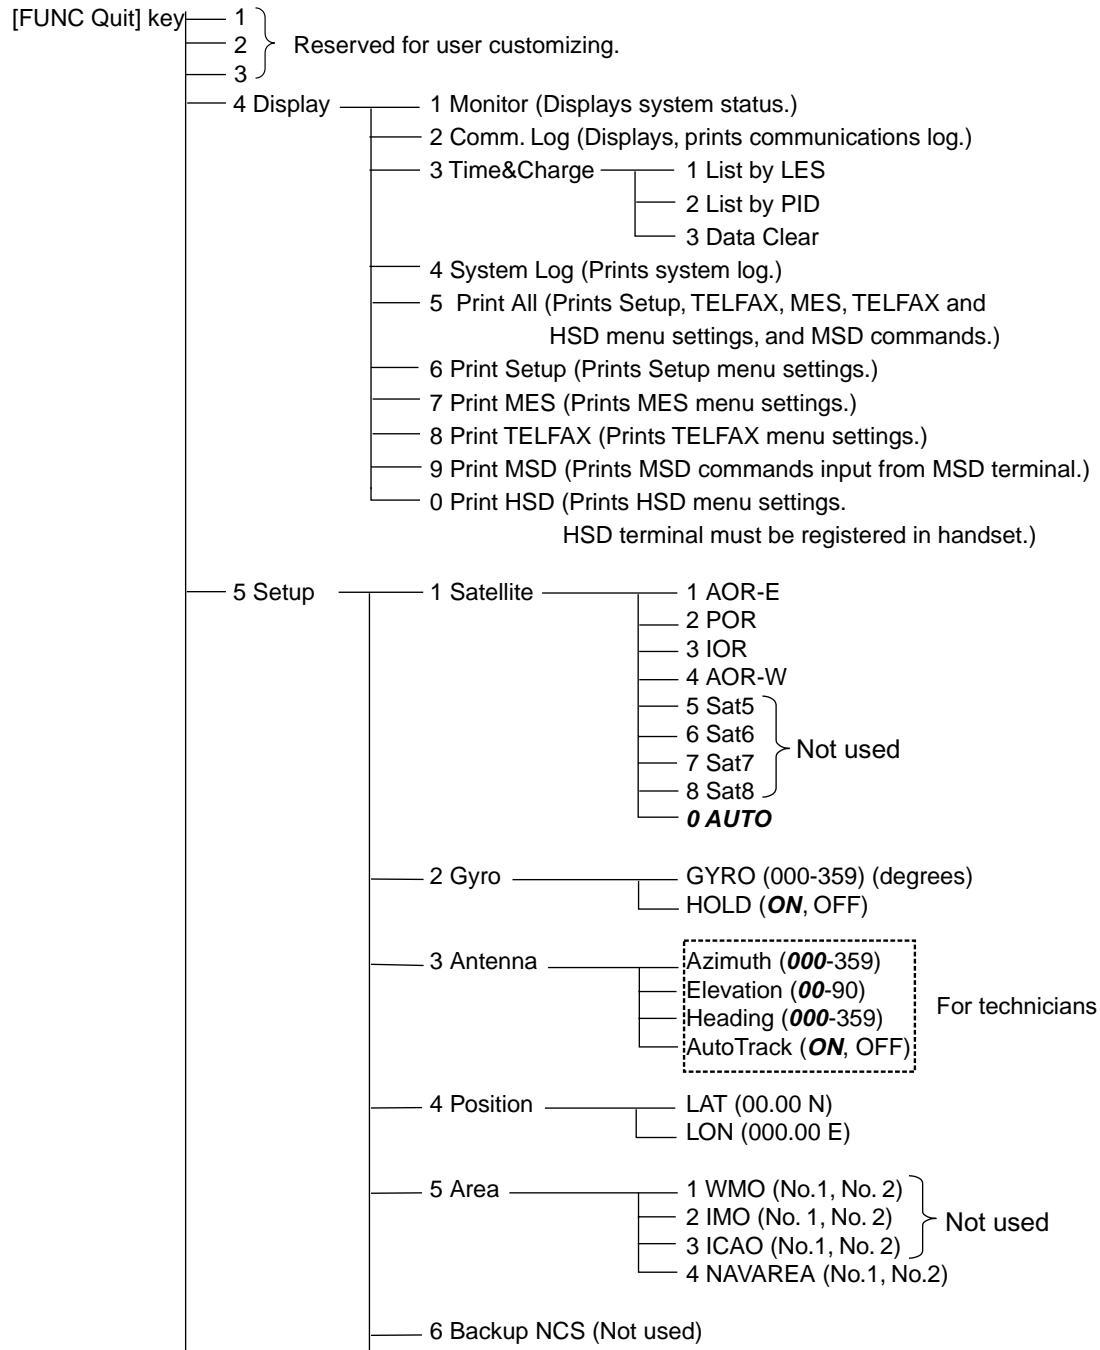 [FUNC Quit] key
1
2
3
Reserved for user customizing.
4 Display
1 Monitor (Displays system status.)
2 Comm. Log (Displays, prints communications log.)
3 Time&Charge
1 List by LES
2 List by PID
3 Data Clear
4 System Log (Prints system log.)
5 Print All (Prints Setup, TELFAX, MES, TELFAX and
HSD menu settings, and MSD commands.)
6 Print Setup (Prints Setup menu settings.)
7 Print MES (Prints MES menu settings.)
8 Print TELFAX (Prints TELFAX menu settings.)
9 Print MSD (Prints MSD commands input from MSD terminal.)
0 Print HSD (Prints HSD menu settings.
HSD terminal must be registered in handset.)
5 Setup
1 Satellite
1 AOR-E
2 POR
3 IOR
4 AOR-W
5 Sat5
6 Sat6
7 Sat7
8 Sat8
Not used
0 AUTO
2 Gyro
GYRO (000-359) (degrees)
HOLD (ON, OFF)
3 Antenna
Azimuth (000-359)
Elevation (00-90)
Heading (000-359)
AutoTrack (ON, OFF)
For technicians
4 Position
LAT (00.00 N)
LON (000.00 E)
5 Area
1 WMO (No.1, No. 2)
2 IMO (No. 1, No. 2)
3 ICAO (No.1, No. 2)
Not used
4 NAVAREA (No.1, No.2)
6 Backup NCS (Not used)